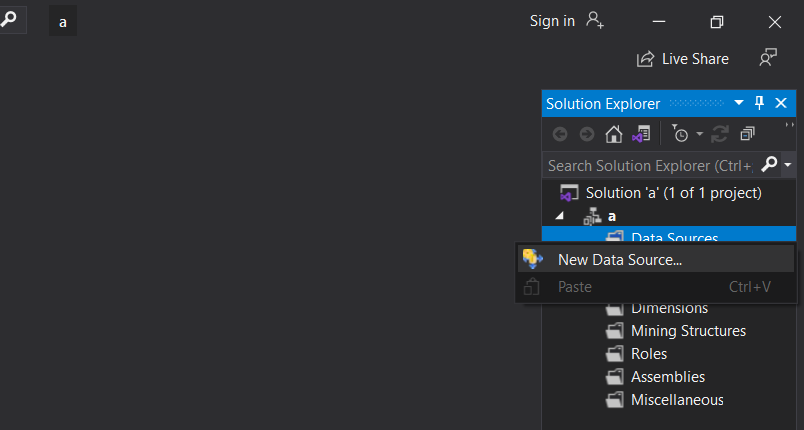 a
Sign in
Live Share
Solution Explorer
Search Solution Explorer (Ctrl+;
Solution 'a' (1 of 1 project)
a
Data Sources
New Data Source...
Paste Ctrl+V
Dimensions
Mining Structures
Roles
Assemblies
Miscellaneous